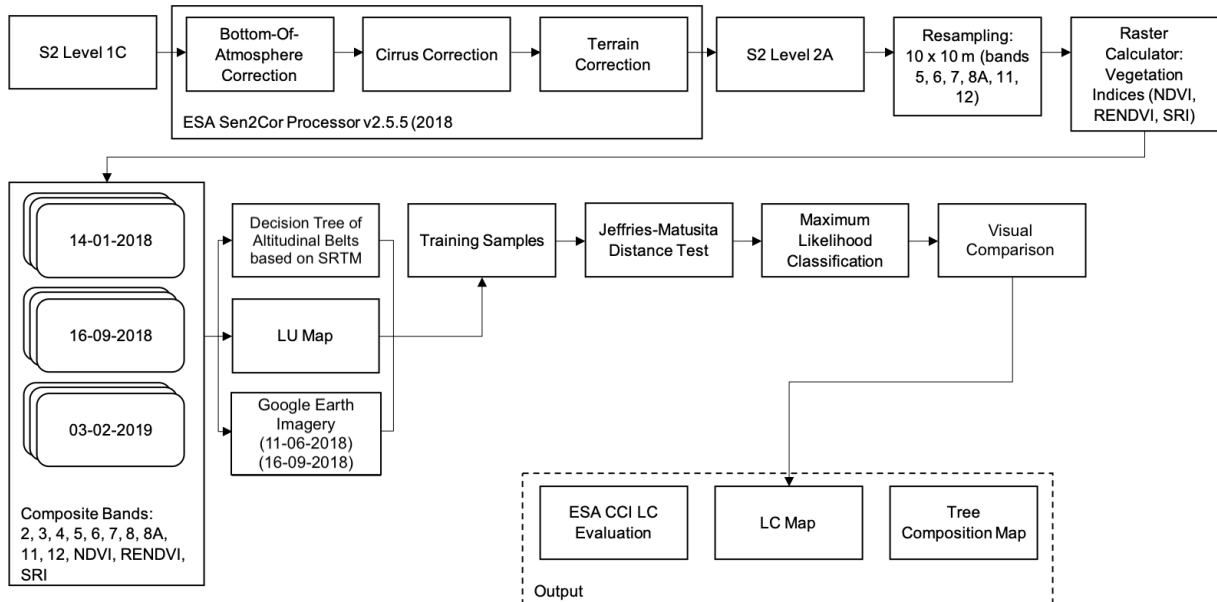 S2 Level 1C
Bottom-Of-
Atmosphere
Correction
Cirrus Correction
Terrain
Correction
ESA Sen2Cor Processor v2.5.5 (2018
S2 Level 2A
Resampling:
10 x 10 m (bands
5, 6, 7, 8A, 11,
12)
Raster
Calculator:
Vegetation
Indices (NDVI,
RENDVI, SRI)
14-01-2018
16-09-2018
03-02-2019
Composite Bands:
2, 3, 4, 5, 6, 7, 8, 8A,
11, 12, NDVI, RENDVI,
SRI
Decision Tree of
Altitudinal Belts
based on SRTM
LU Map
Google Earth
Imagery
(11-06-2018)
(16-09-2018)
Training Samples
Jeffries-Matusita
Distance Test
Maximum
Likelihood
Classification
Visual
Comparison
ESA CCI LC
Evaluation
LC Map
Tree
Composition Map
Output